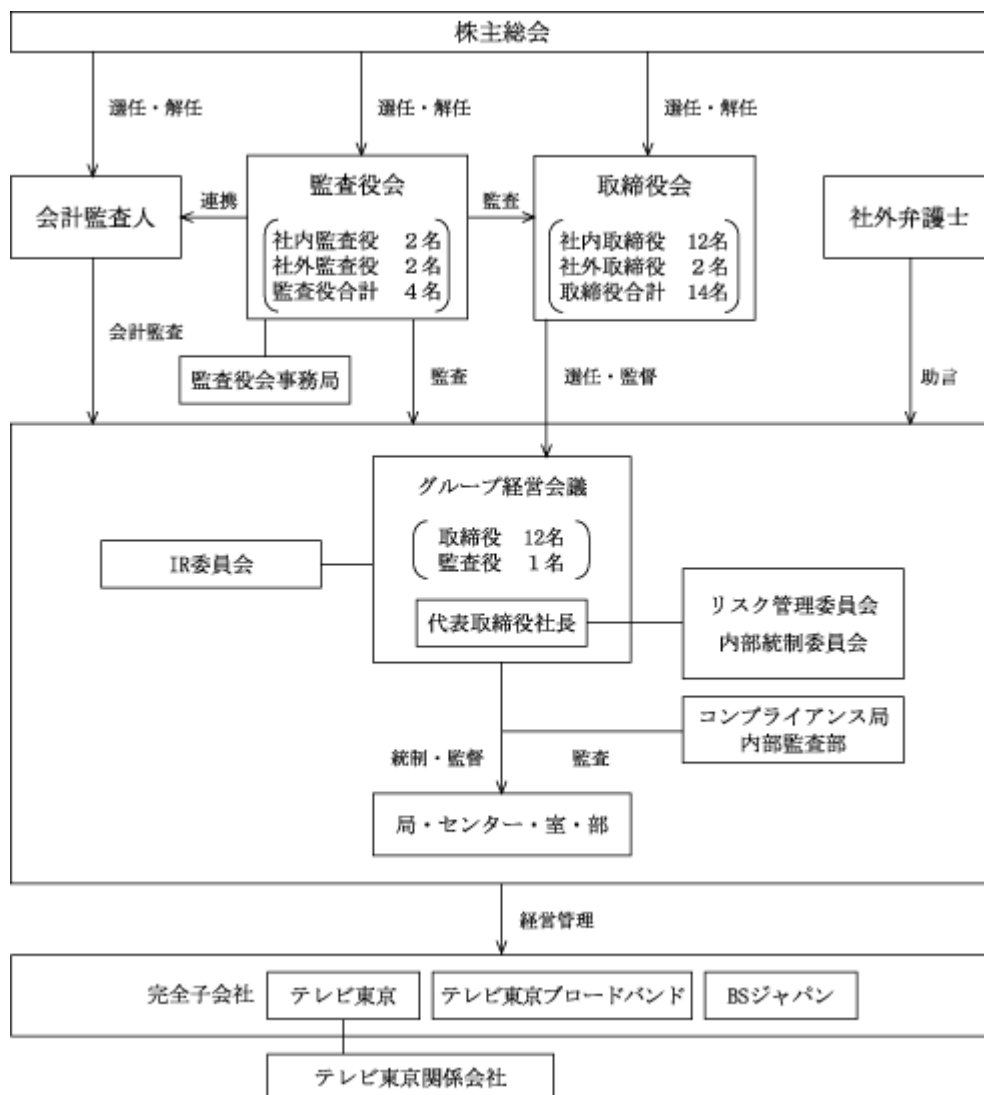 株主総会
選任・解任
選任・解任
選任・解任
会計監査人
連携
監査役会
社内監査役 2名
社外監査役 2名
監査役合計 4名
監査
取締役会
社内取締役 12名
社外取締役 2名
取締役合計 14名
社外弁護士
会計監査
監査役会事務局
監査
選任・監督
助言
グループ経営会議
取締役 12名
監査役 1名
IR委員会
代表取締役社長
リスク管理委員会
内部統制委員会
コンプライアンス局
内部監査部
統制・監督
監査
局・センター・室・部
経営管理
完全子会社
テレビ東京
テレビ東京ブロードバンド
BSジャパン
テレビ東京関係会社